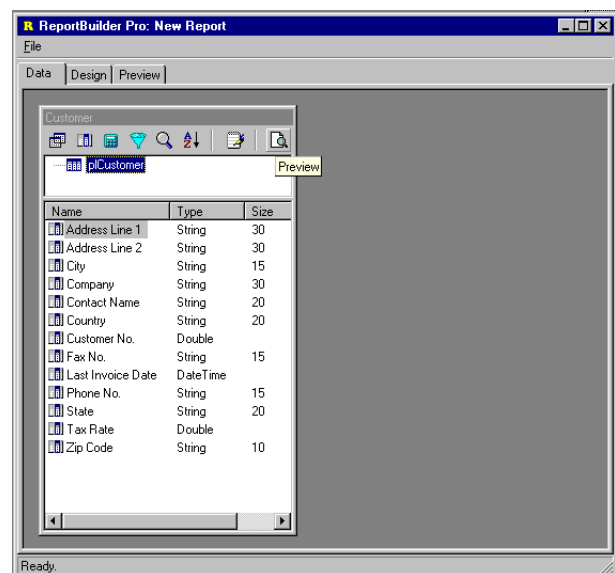 ReportBuilder Pro: New Report
File
Data Design Preview
Customer
plCustomer
Preview
Name Type Size
Address Line 1 String 30
Address Line 2 String 30
City String 15
Company String 30
Contact Name String 20
Country String 20
Customer No. Double
Fax No. String 15
Last Invoice Date DateTime
Phone No. String 15
State String 20
Tax Rate Double
Zip Code String 10
Ready.